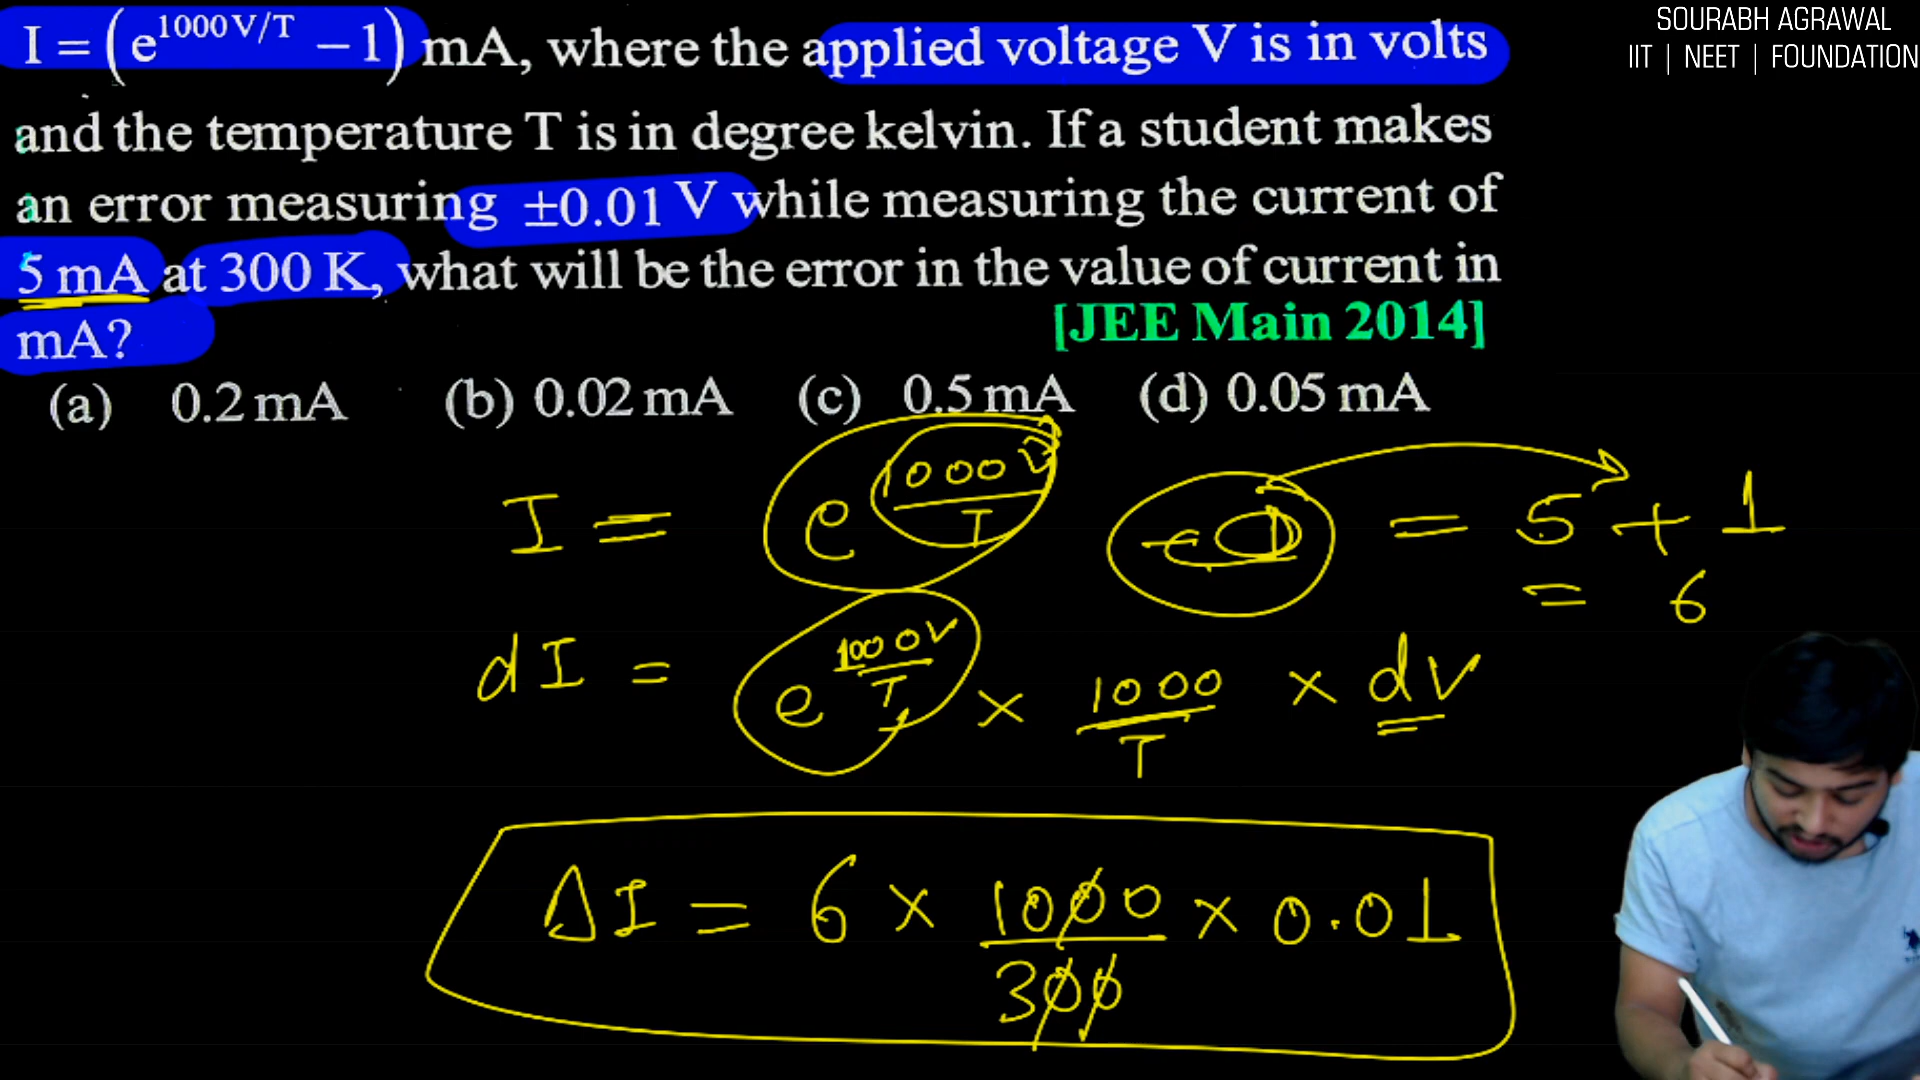 SOURABH AGRAWAL
IIT | NEET | FOUNDATION
I = (e^1000V/T − 1) mA, where the applied voltage V is in volts
and the temperature T is in degree kelvin. If a student makes
an error measuring ±0.01 V while measuring the current of
5 mA at 300 K, what will be the error in the value of current in
mA?
[JEE Main 2014]
(a) 0.2 mA (b) 0.02 mA (c) 0.5 mA (d) 0.05 mA
I = e^1000V/T = 5 + 1
= 6
dI = e^1000V/T × 1000/T × dV
ΔI = 6 × 1000/300 × 0.01